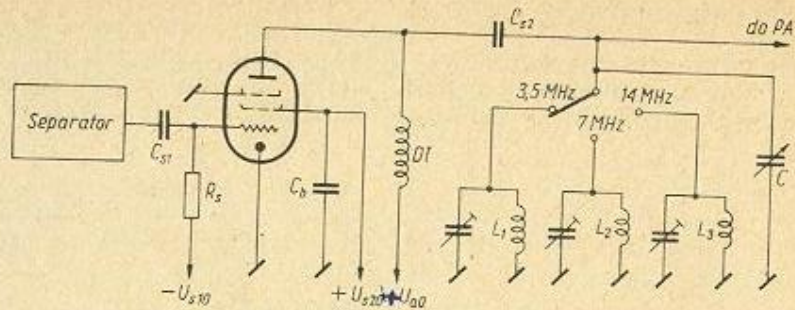 do PA
C_s2
3,5 MHz
14 MHz
7 MHz
Separator
C_s1
R_s
C_b
DT
C
L_1
L_2
L_3
-U_s10
+U_s20
+U_a0